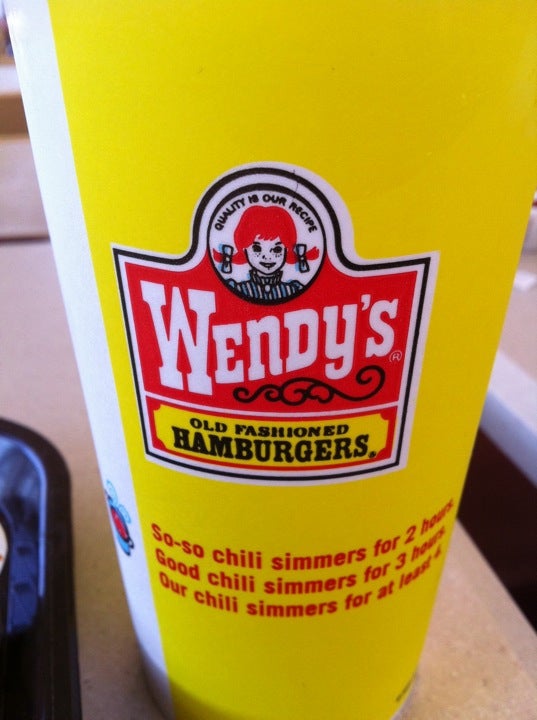 QUALITY IS OUR RECIPE
WENDY'S®
OLD FASHIONED
HAMBURGERS
So-so chili simmers for 2 hours.
Good chili simmers for 3 hours.
Our chili simmers for at least 4.